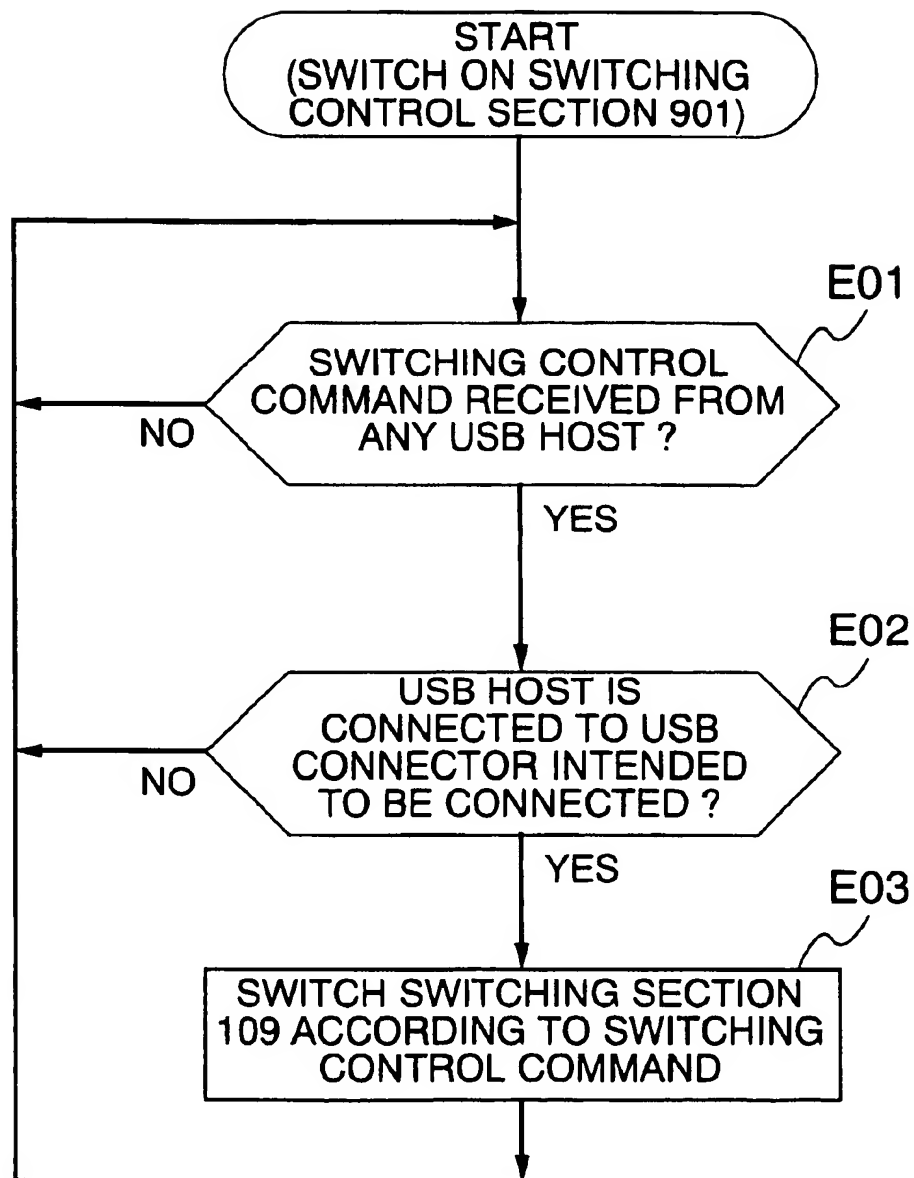 START
(SWITCH ON SWITCHING
CONTROL SECTION 901)
E01
SWITCHING CONTROL
COMMAND RECEIVED FROM
ANY USB HOST ?
NO
YES
E02
USB HOST IS
CONNECTED TO USB
CONNECTOR INTENDED
TO BE CONNECTED ?
NO
YES
E03
SWITCH SWITCHING SECTION
109 ACCORDING TO SWITCHING
CONTROL COMMAND